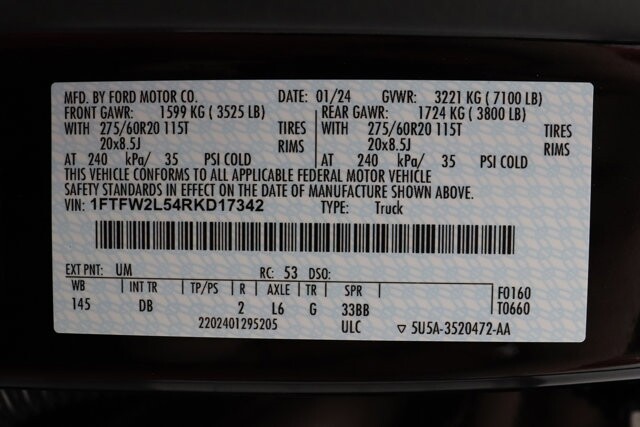 MFD. BY FORD MOTOR CO. DATE: 01/24 GVWR: 3221 KG ( 7100 LB)
FRONT GAWR: 1599 KG ( 3525 LB) REAR GAWR: 1724 KG ( 3800 LB)
WITH 275/60R20 115T TIRES WITH 275/60R20 115T TIRES
20x8.5J RIMS 20x8.5J RIMS
AT 240 kPa/ 35 PSI COLD AT 240 kPa/ 35 PSI COLD
THIS VEHICLE CONFORMS TO ALL APPLICABLE FEDERAL MOTOR VEHICLE
SAFETY STANDARDS IN EFFECT ON THE DATE OF MANUFACTURE SHOWN ABOVE.
VIN: 1FTFW2L54RKD17342 TYPE: Truck
EXT PNT: UM RC: 53 DSO:
WB INT TR TP/PS R AXLE TR SPR F0160
145 DB 2 L6 G 33BB T0660
2202401295205 ULC ▽ 5U5A-3520472-AA